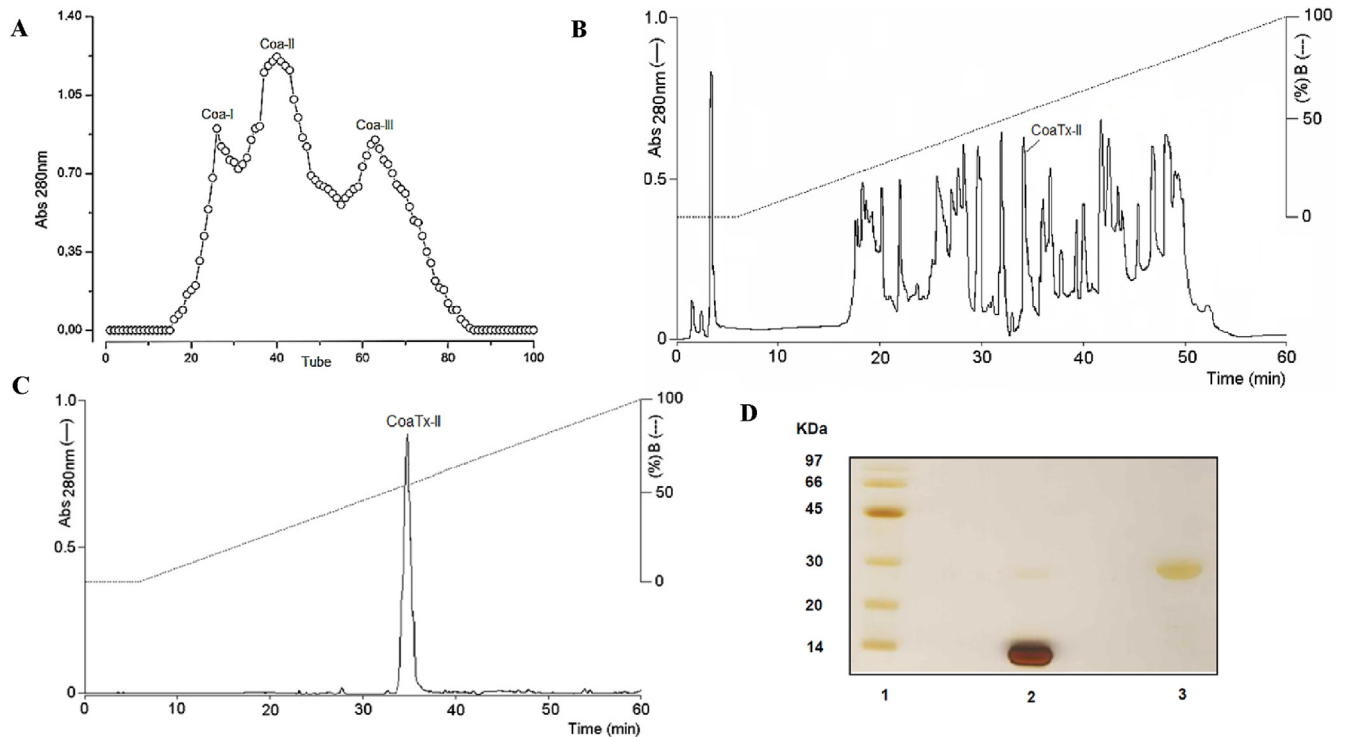 A
1.40
1.05
0.70
0,35
0,00
Abs 280nm
Coa-I
Coa-II
Coa-III
0
20
40
60
80
100
Tube
B
1.0
0.5
0
Abs 280nm (—)
CoaTx-II
100
50
0
(%) B (---)
0
20
30
40
50
60
Time (min)
C
1.0
0.5
0
Abs 280nm (—)
CoaTx-II
100
50
0
(%) B (---)
0
10
20
30
40
50
60
Time (min)
D
KDa
97
66
45
30
20
14
1
2
3